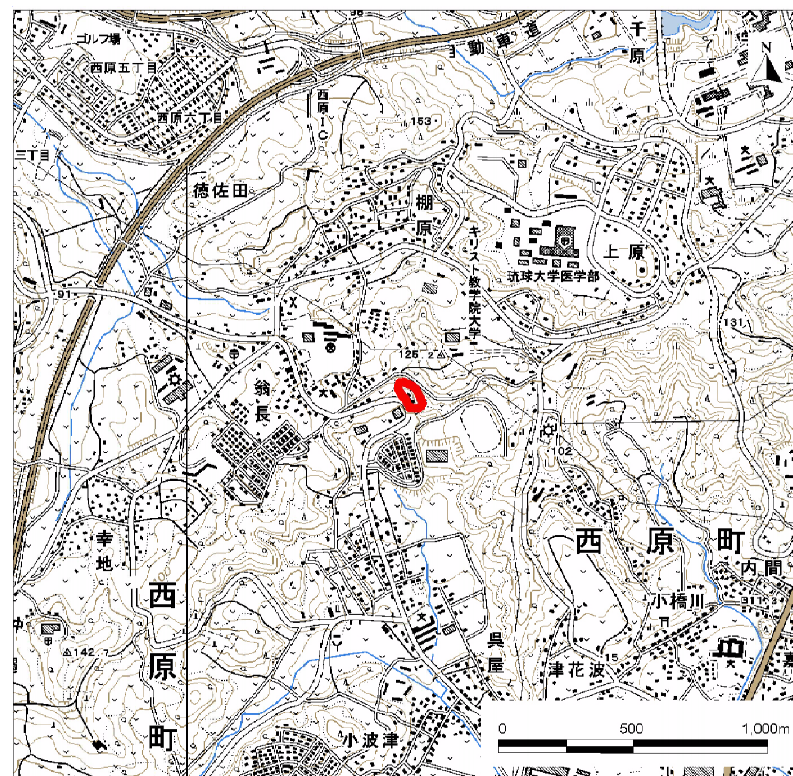 ゴルフ場
西原五丁目
西原六丁目
三丁目
動車道
西原IC
千原
N
153
徳佐田
棚原
キリスト教学院大学
上原
琉球大学医学部
91
131
126.2
翁長
102
幸地
西原町
西原町
内間
小橋川
呉屋
津花波
15
142.7
小波津
0 500 1,000m